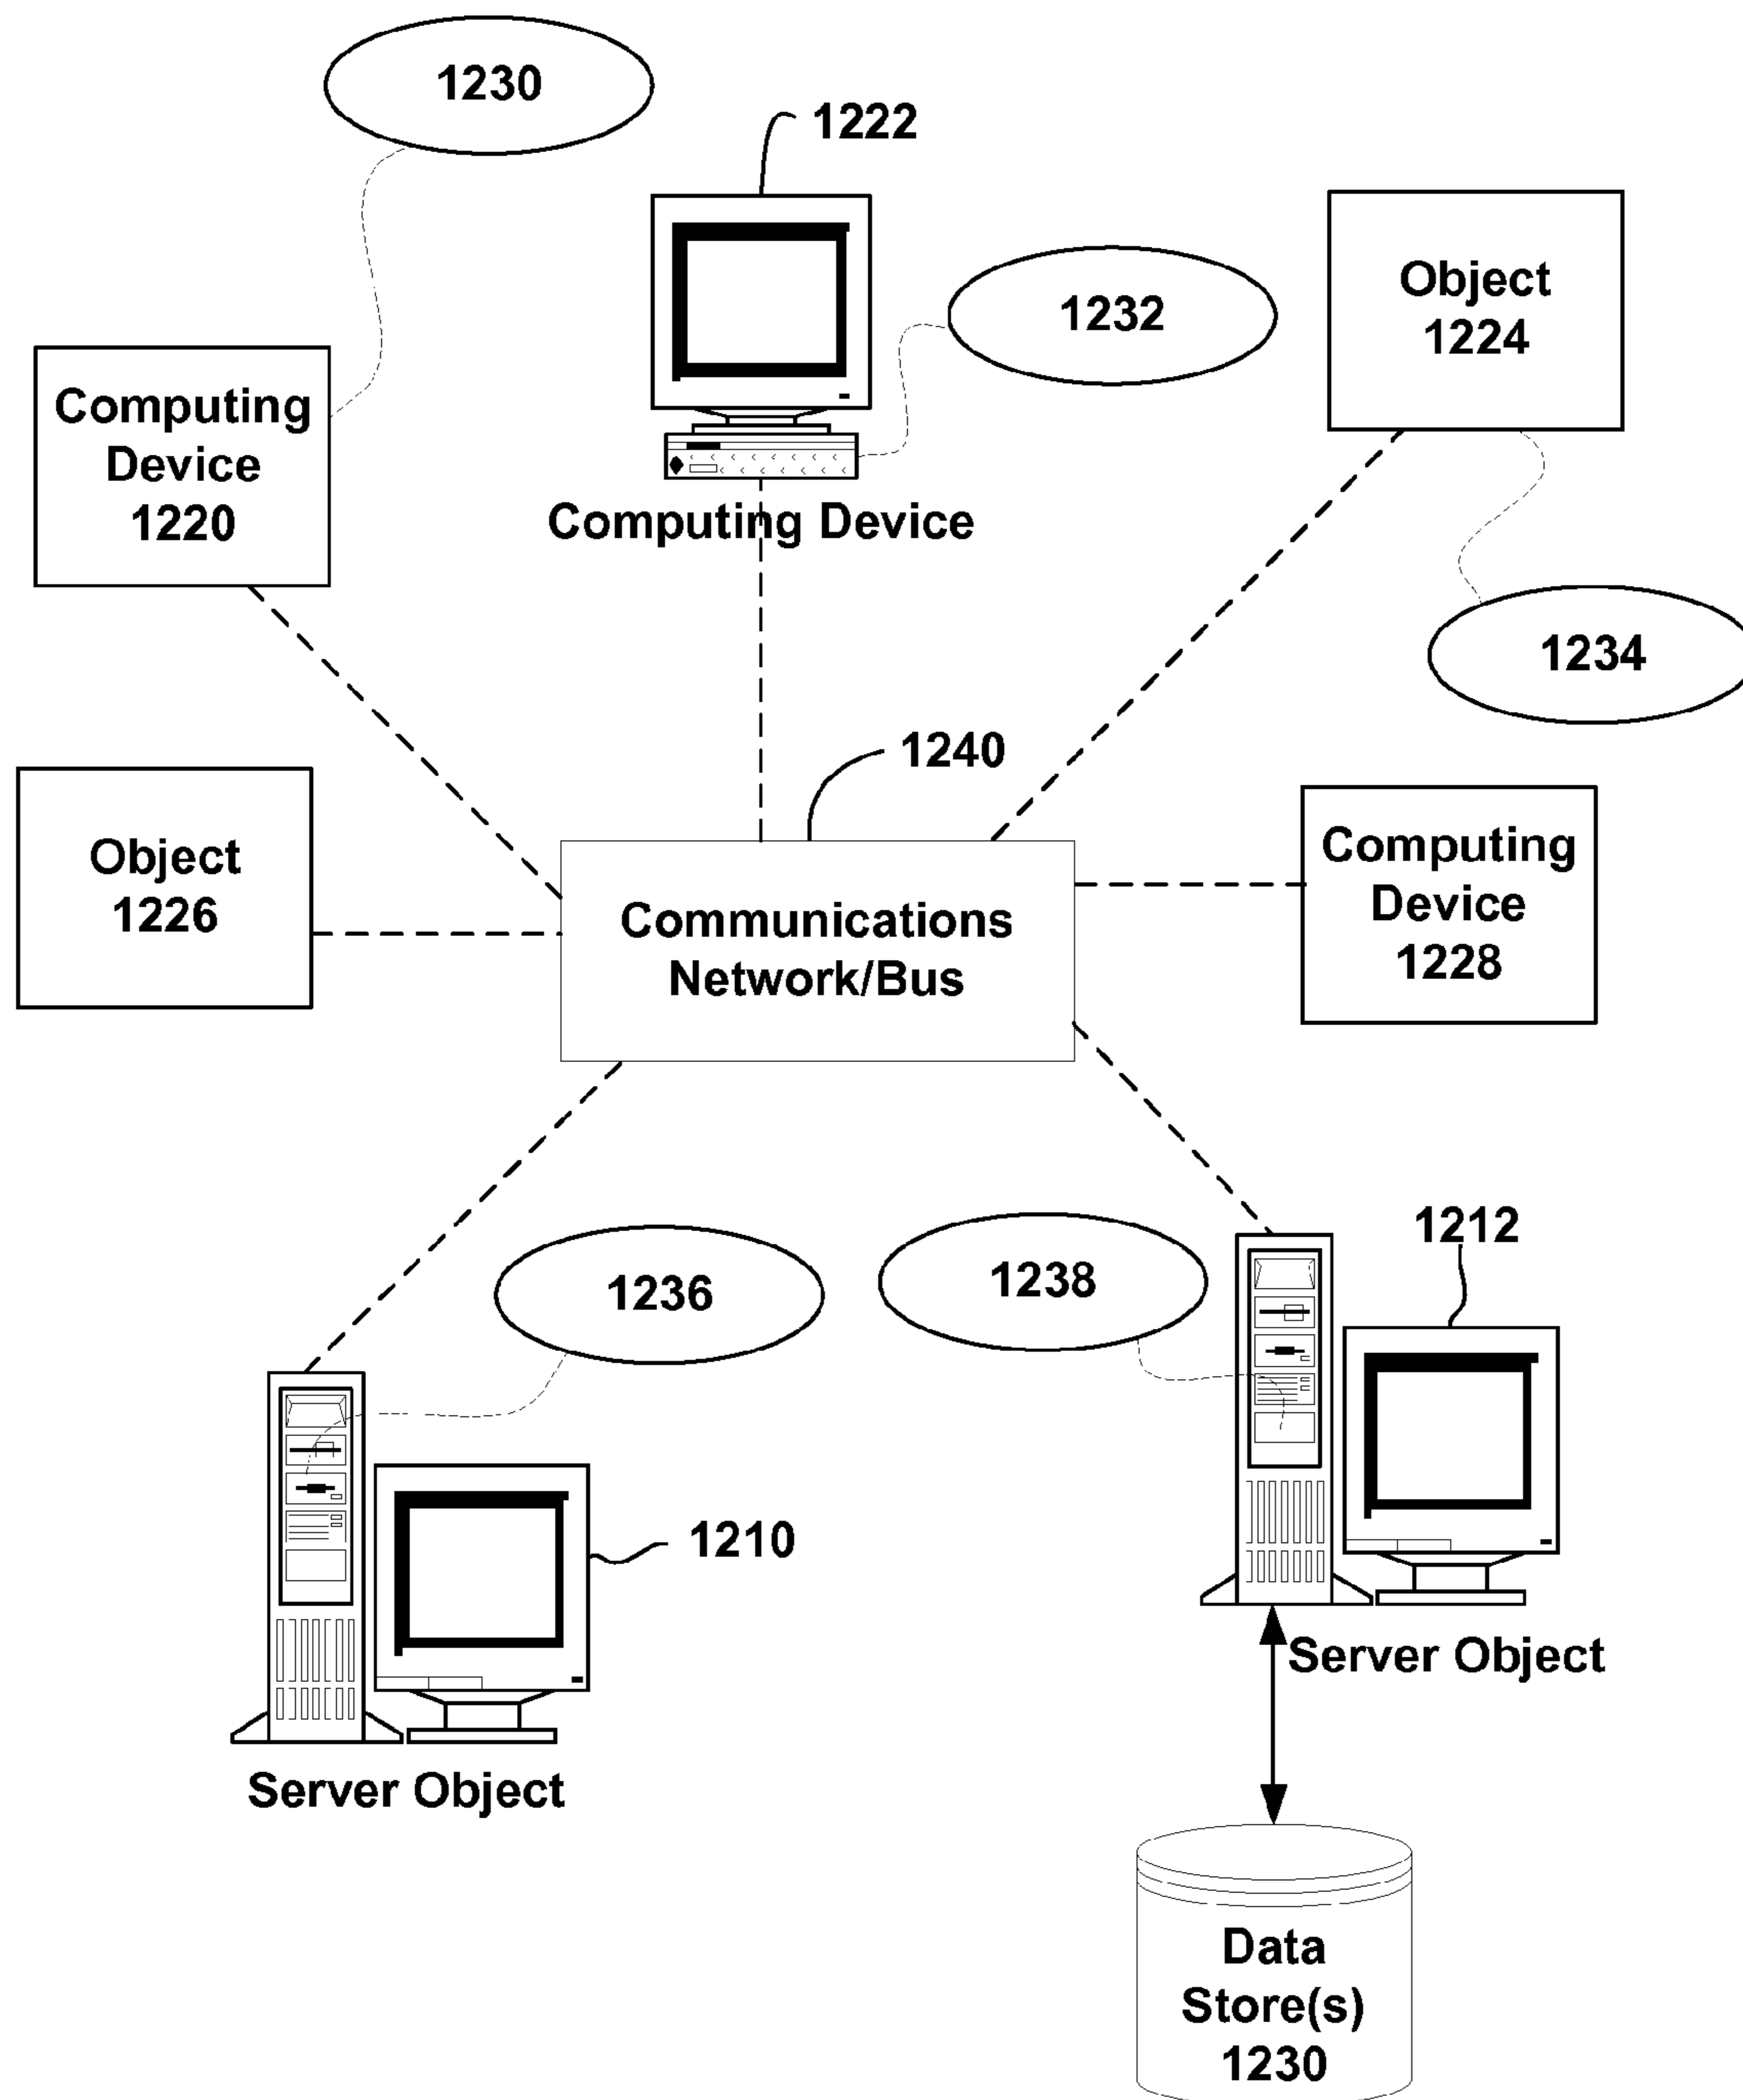 1230
1222
1232
Object
1224
Computing
Device
1220
Computing Device
1234
1240
Object
1226
Computing
Device
1228
Communications
Network/Bus
1212
1236
1238
1210
Server Object
Server Object
Data
Store(s)
1230